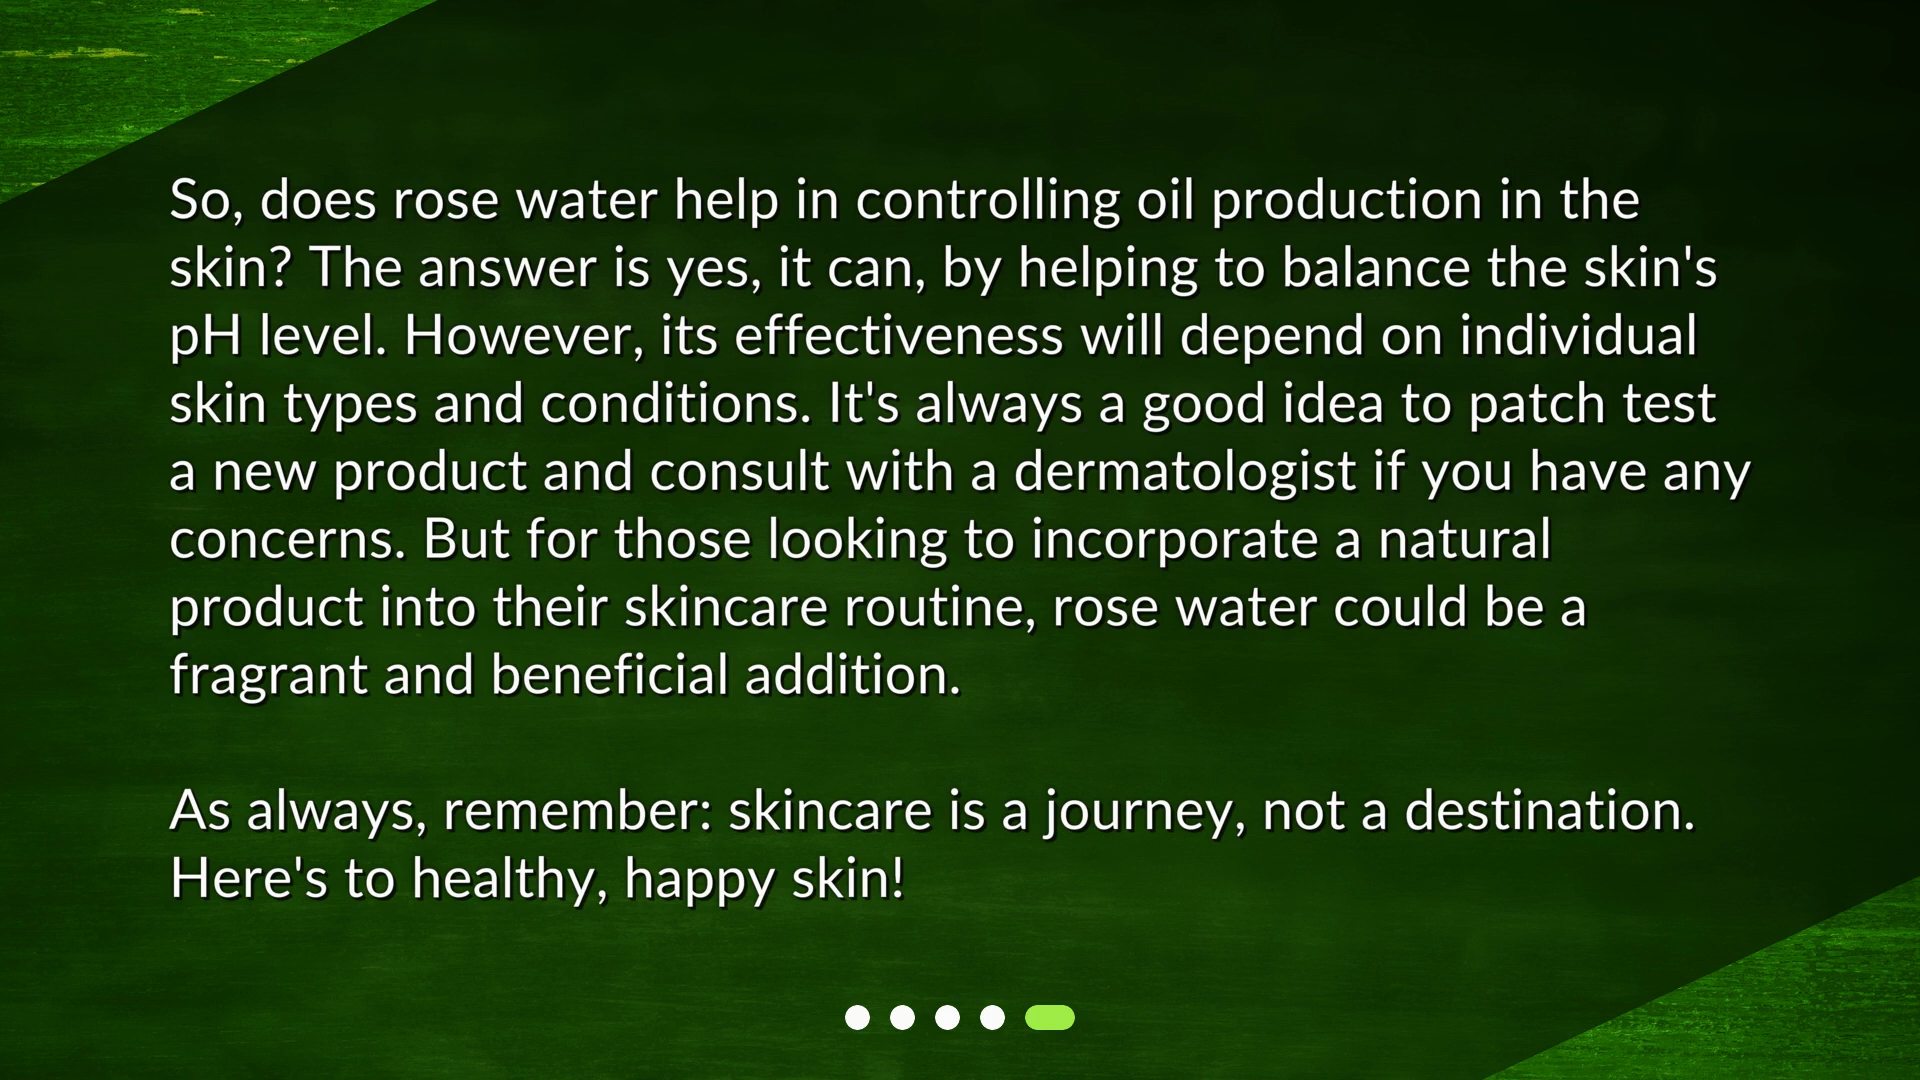 So, does rose water help in controlling oil production in the
skin? The answer is yes, it can, by helping to balance the skin's
pH level. However, its effectiveness will depend on individual
skin types and conditions. It's always a good idea to patch test
a new product and consult with a dermatologist if you have any
concerns. But for those looking to incorporate a natural
product into their skincare routine, rose water could be a
fragrant and beneficial addition.
As always, remember: skincare is a journey, not a destination.
Here's to healthy, happy skin!